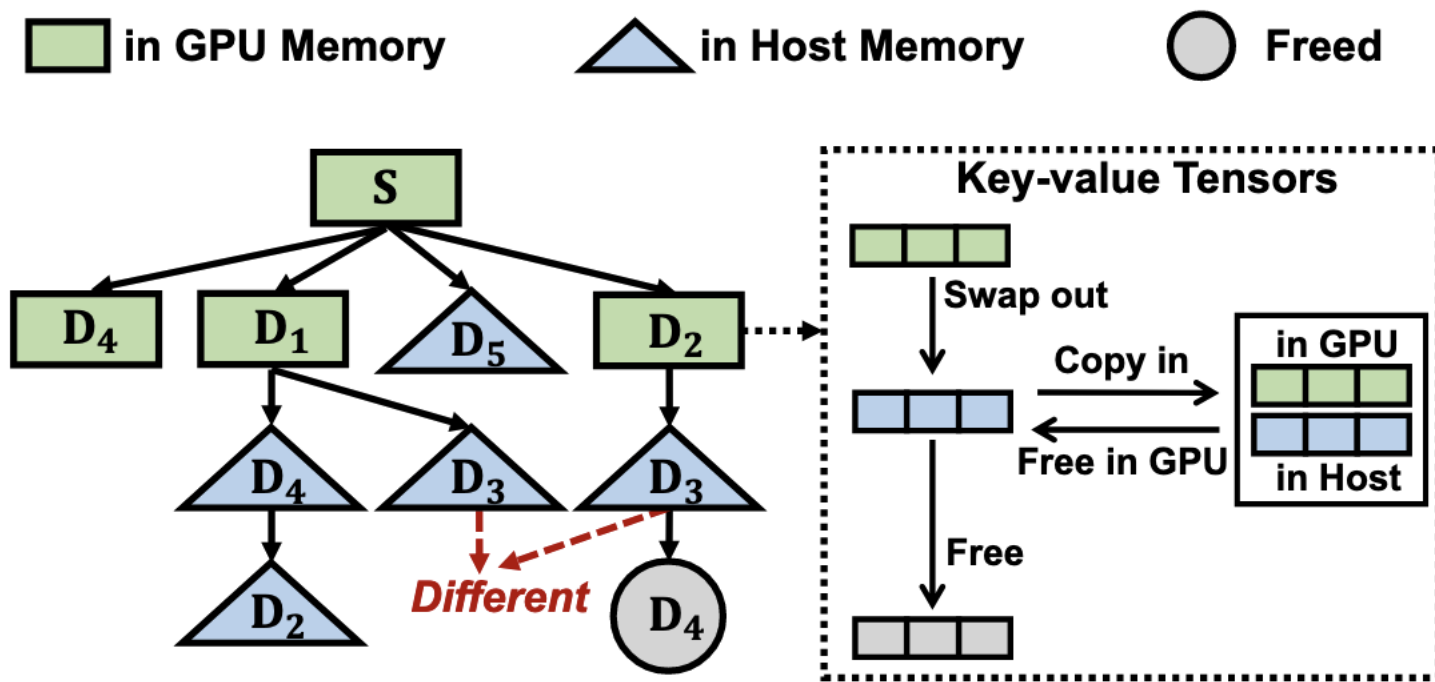 in GPU Memory
in Host Memory
Freed
S
D₄
D₁
D₅
D₂
D₄
D₃
D₃
D₂
Different
D₄
Key-value Tensors
Swap out
Copy in
Free in GPU
in GPU
in Host
Free